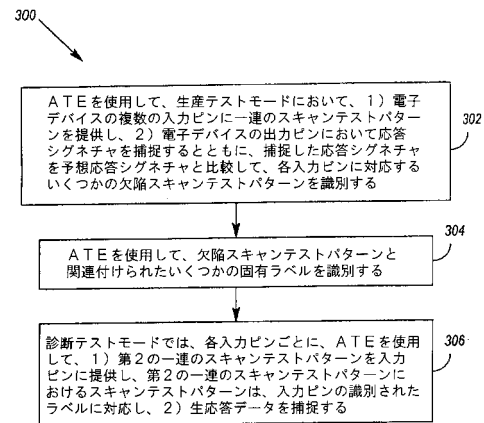 300
ATEを使用して、生産テストモードにおいて、1)電子
デバイスの複数の入力ピンに一連のスキャンテストパター
ンを提供し、2)電子デバイスの出力ピンにおいて応答
シグネチャを捕捉するとともに、捕捉した応答シグネチャ
を予想応答シグネチャと比較して、各入力ピンに対応する
いくつかの欠陥スキャンテストパターンを識別する
302
ATEを使用して、欠陥スキャンテストパターンと
関連付けられたいくつかの固有ラベルを識別する
304
診断テストモードでは、各入力ピンごとに、ATEを使用
して、1)第2の一連のスキャンテストパターンを入力
ピンに提供し、第2の一連のスキャンテストパターンに
おけるスキャンテストパターンは、入力ピンの識別された
ラベルに対応し、2)生応答データを捕捉する
306